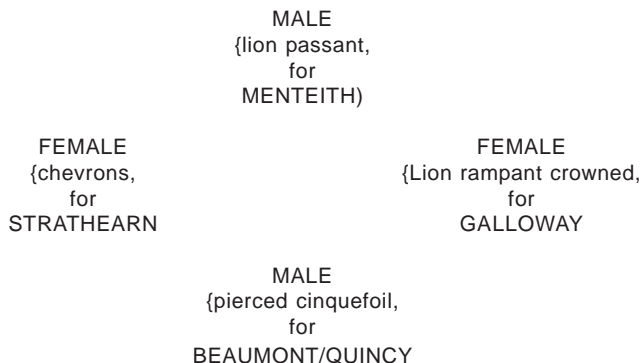 MALE
{lion passant,
for
MENTEITH)
FEMALE
{chevrons,
for
STRATHEARN
FEMALE
{Lion rampant crowned,
for
GALLOWAY
MALE
{pierced cinquefoil,
for
BEAUMONT/QUINCY